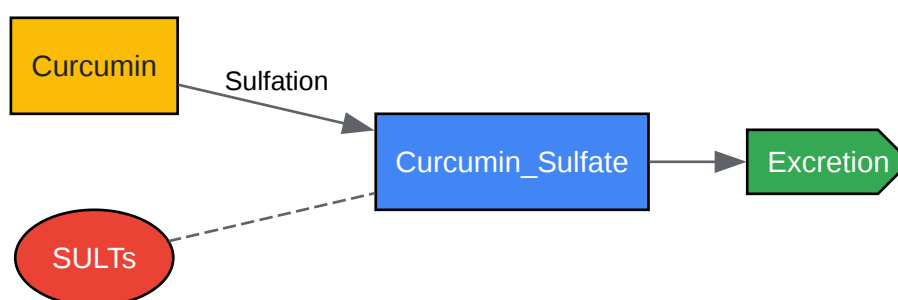 Curcumin
Sulfation
Curcumin_Sulfate
Excretion
SULTs